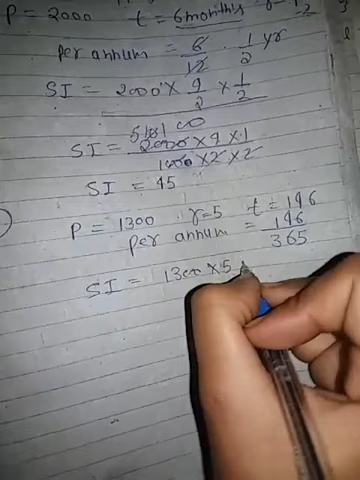 P = 2000 t = 6 months
Per annum = 6/12 1/2 yr
SI = 2000 × 9/2 × 1/2
SI = 2000 × 9 × 1 / 100 × 2 × 2
SI = 45
P = 1300 r = 5 t = 146
per annum = 146/365
SI = 1300 × 5